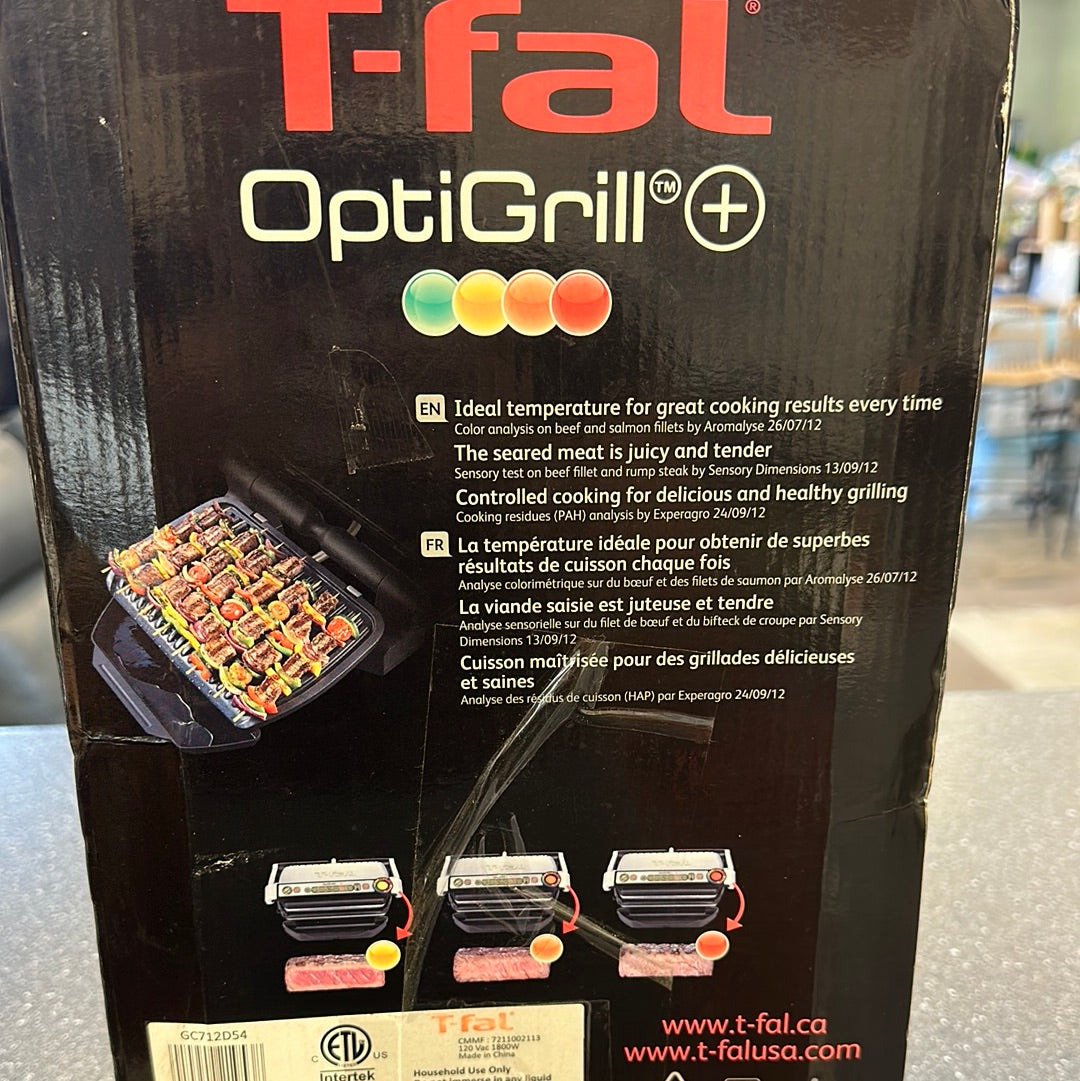 T-fal®
OptiGrill™+
EN Ideal temperature for great cooking results every time
Color analysis on beef and salmon fillets by Aromalyse 26/07/12
The seared meat is juicy and tender
Sensory test on beef fillet and rump steak by Sensory Dimensions 13/09/12
Controlled cooking for delicious and healthy grilling
Cooking residues (PAH) analysis by Experagro 24/09/12
FR La température idéale pour obtenir de superbes
résultats de cuisson chaque fois
Analyse colorimétrique sur du bœuf et des filets de saumon par Aromalyse 26/07/12
La viande saisie est juteuse et tendre
Analyse sensorielle sur du filet de bœuf et du bifteck de croupe par Sensory
Dimensions 13/09/12
Cuisson maîtrisée pour des grillades délicieuses
et saines
Analyse des résidus de cuisson (HAP) par Experagro 24/09/12
GC712D54
C ETL US
Intertek
T-fal
CMMF : 7211002113
120 Vac 1800W
Made in China
Household Use Only
immerse in any liquid
www.t-fal.ca
www.t-falusa.com